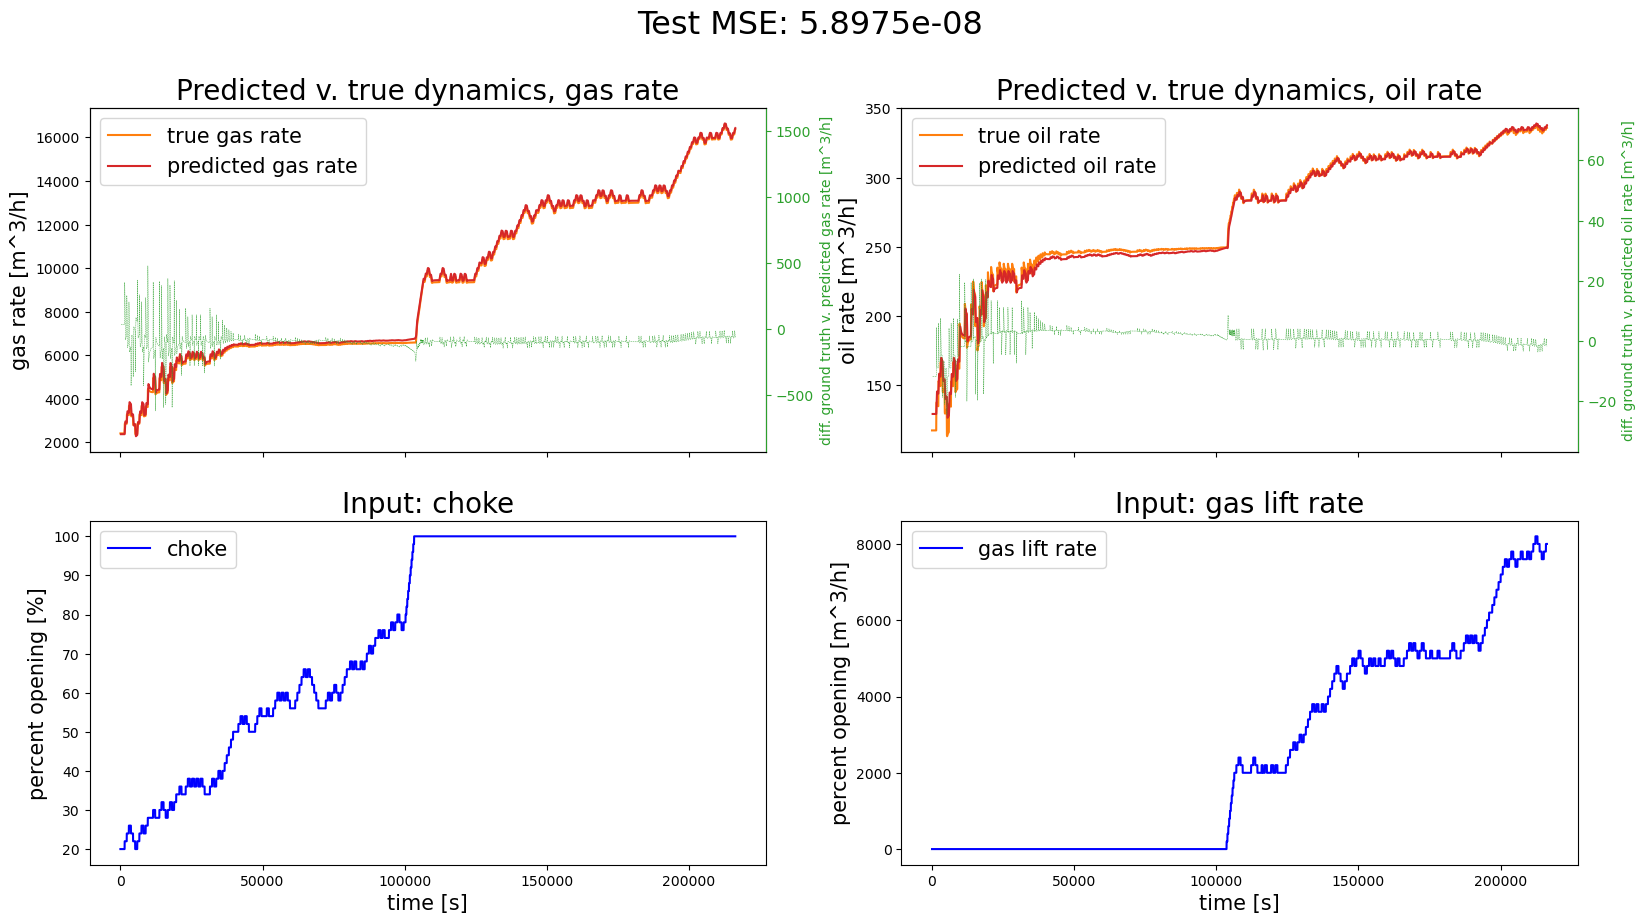 Test MSE: 5.8975e-08
Predicted v. true dynamics, gas rate
true gas rate
predicted gas rate
gas rate [m^3/h]
16000
14000
12000
10000
8000
6000
4000
2000
1500
1000
500
0
−500
diff. ground truth v. predicted gas rate [m^3/h]
Predicted v. true dynamics, oil rate
true oil rate
predicted oil rate
oil rate [m^3/h]
350
300
250
200
150
60
40
20
0
−20
diff. ground truth v. predicted oil rate [m^3/h]
Input: choke
choke
percent opening [%]
100
90
80
70
60
50
40
30
20
0
50000
100000
150000
200000
time [s]
Input: gas lift rate
gas lift rate
percent opening [m^3/h]
8000
6000
4000
2000
0
0
50000
100000
150000
200000
time [s]